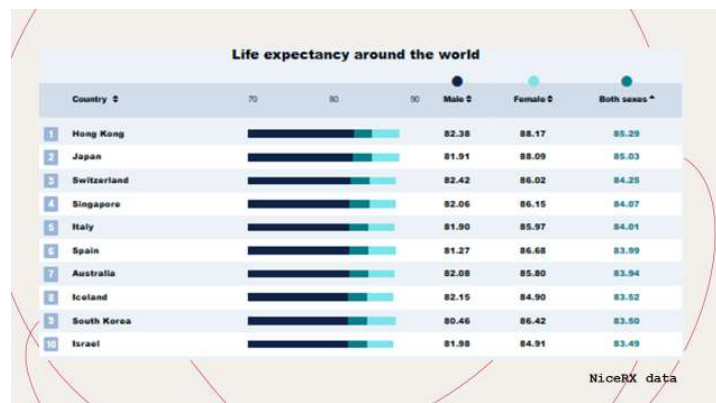 Life expectancy around the world
Country 70 80 90 Male Female Both sexes
1 Hong Kong 82.38 88.17 85.29
2 Japan 81.91 88.09 85.03
3 Switzerland 82.42 86.02 84.25
4 Singapore 82.06 86.15 84.07
5 Italy 81.90 85.97 84.01
6 Spain 81.27 86.68 83.99
7 Australia 82.08 85.80 83.94
8 Iceland 82.15 84.90 83.52
9 South Korea 80.46 86.42 83.50
10 Israel 81.98 84.91 83.49
NiceRX data